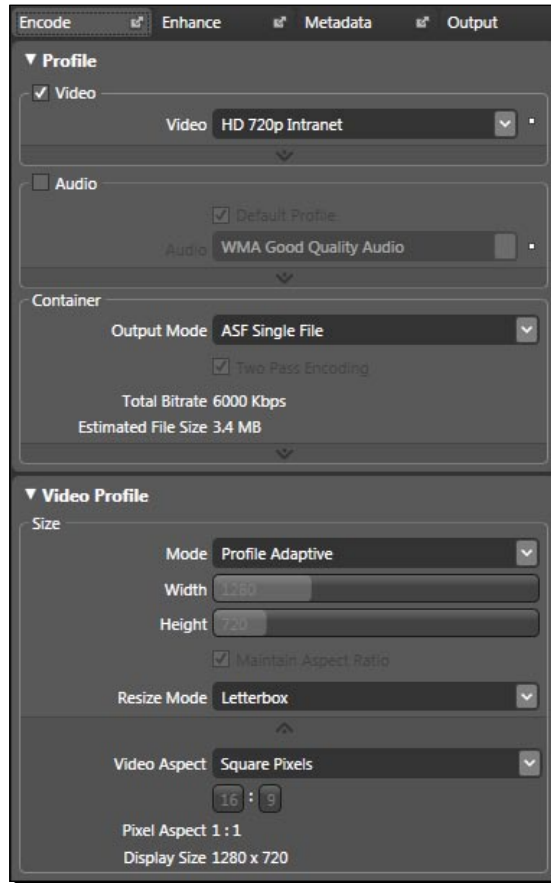 Encode Enhance Metadata Output
Profile
Video
Video HD 720p Intranet
Audio
Default Profile
Audio WMA Good Quality Audio
Container
Output Mode ASF Single File
Two Pass Encoding
Total Bitrate 6000 Kbps
Estimated File Size 3.4 MB
Video Profile
Size
Mode Profile Adaptive
Width 1280
Height 720
Maintain Aspect Ratio
Resize Mode Letterbox
Video Aspect Square Pixels
16 : 9
Pixel Aspect 1 : 1
Display Size 1280 x 720